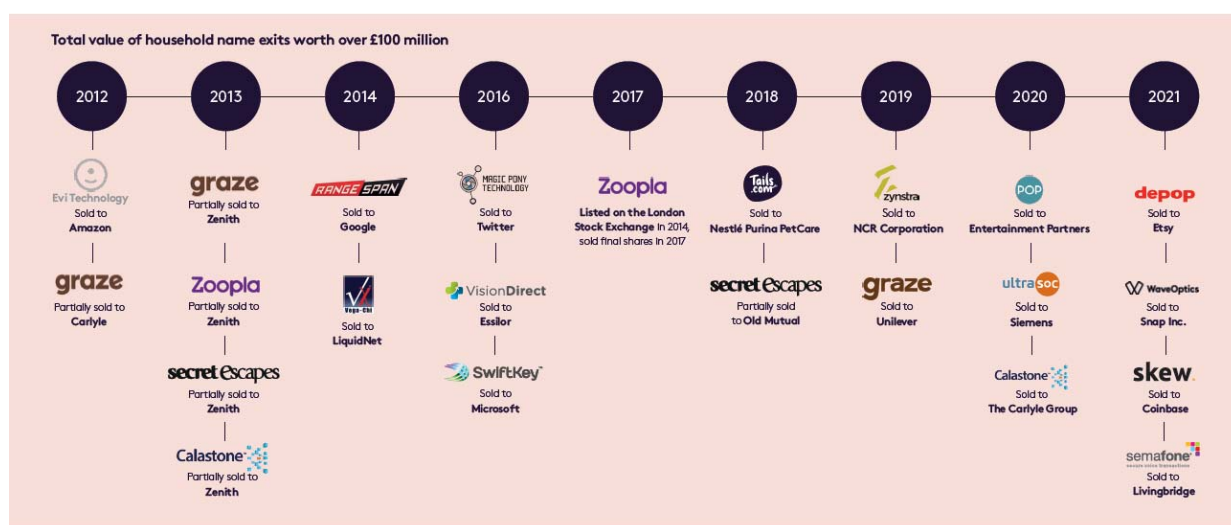 Total value of household name exits worth over £100 million
2012
2013
2014
2016
2017
2018
2019
2020
2021
Evi Technology
Sold to
Amazon
graze
Partially sold to
Carlyle
graze
Partially sold to
Zenith
Zoopla
Partially sold to
Zenith
secret escapes
Partially sold to
Zenith
Calastone
Partially sold to
Zenith
RANGESPAN
Sold to
Google
Vega-Chi
Sold to
LiquidNet
MAGIC PONY
TECHNOLOGY
Sold to
Twitter
VisionDirect
Sold to
Essilor
SwiftKey
Sold to
Microsoft
Zoopla
Listed on the London
Stock Exchange in 2014,
sold final shares in 2017
Tails
.com
Sold to
Nestlé Purina PetCare
secret escapes
Partially sold
to Old Mutual
zynstra
Sold to
NCR Corporation
graze
Sold to
Unilever
POP
Sold to
Entertainment Partners
ultrasoc
Sold to
Siemens
Calastone
Sold to
The Carlyle Group
depop
Sold to
Etsy
WaveOptics
Sold to
Snap Inc.
skew.
Sold to
Coinbase
semafone
Sold to
Livingbridge